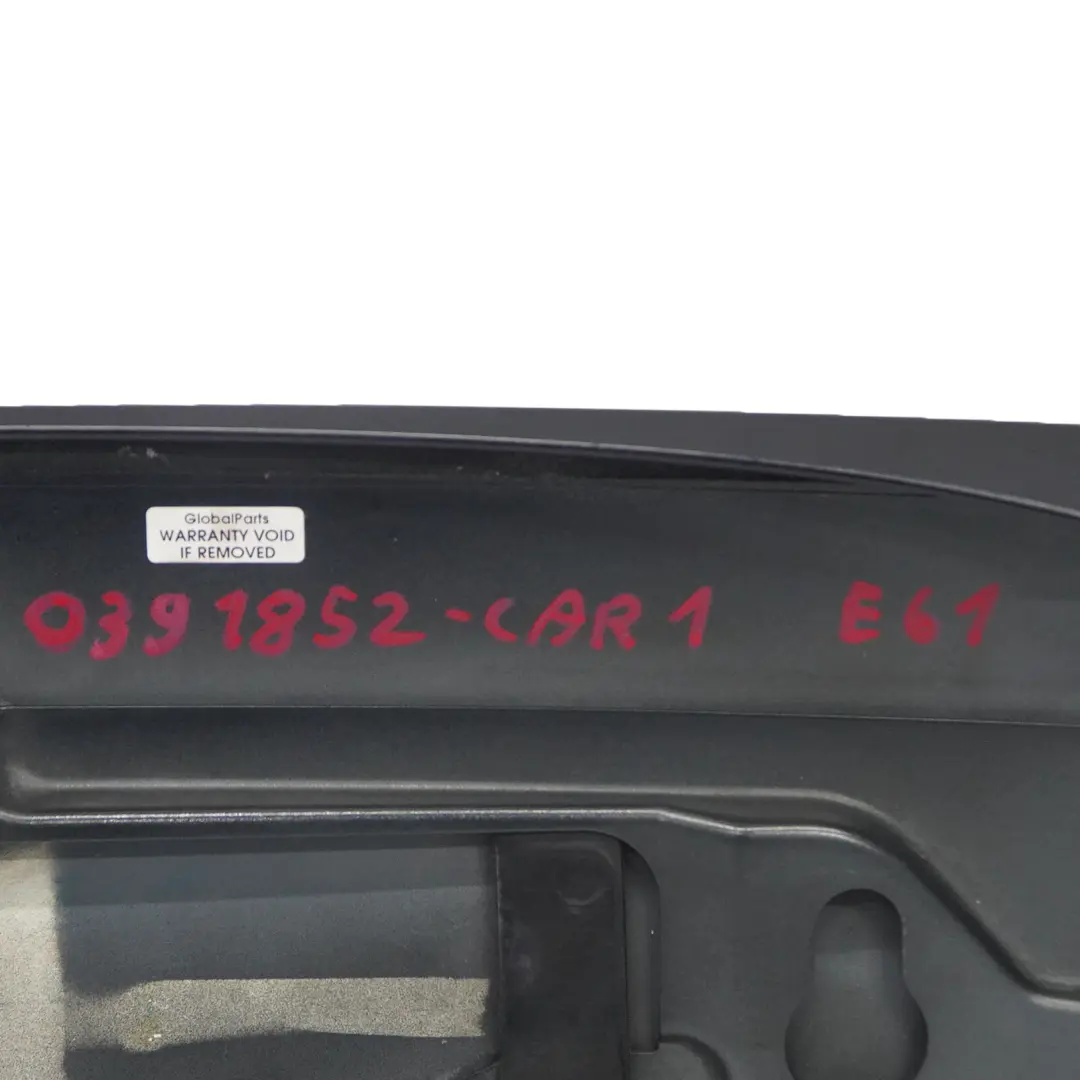 GlobalParts
WARRANTY VOID
IF REMOVED
0391852-CAR1 E61